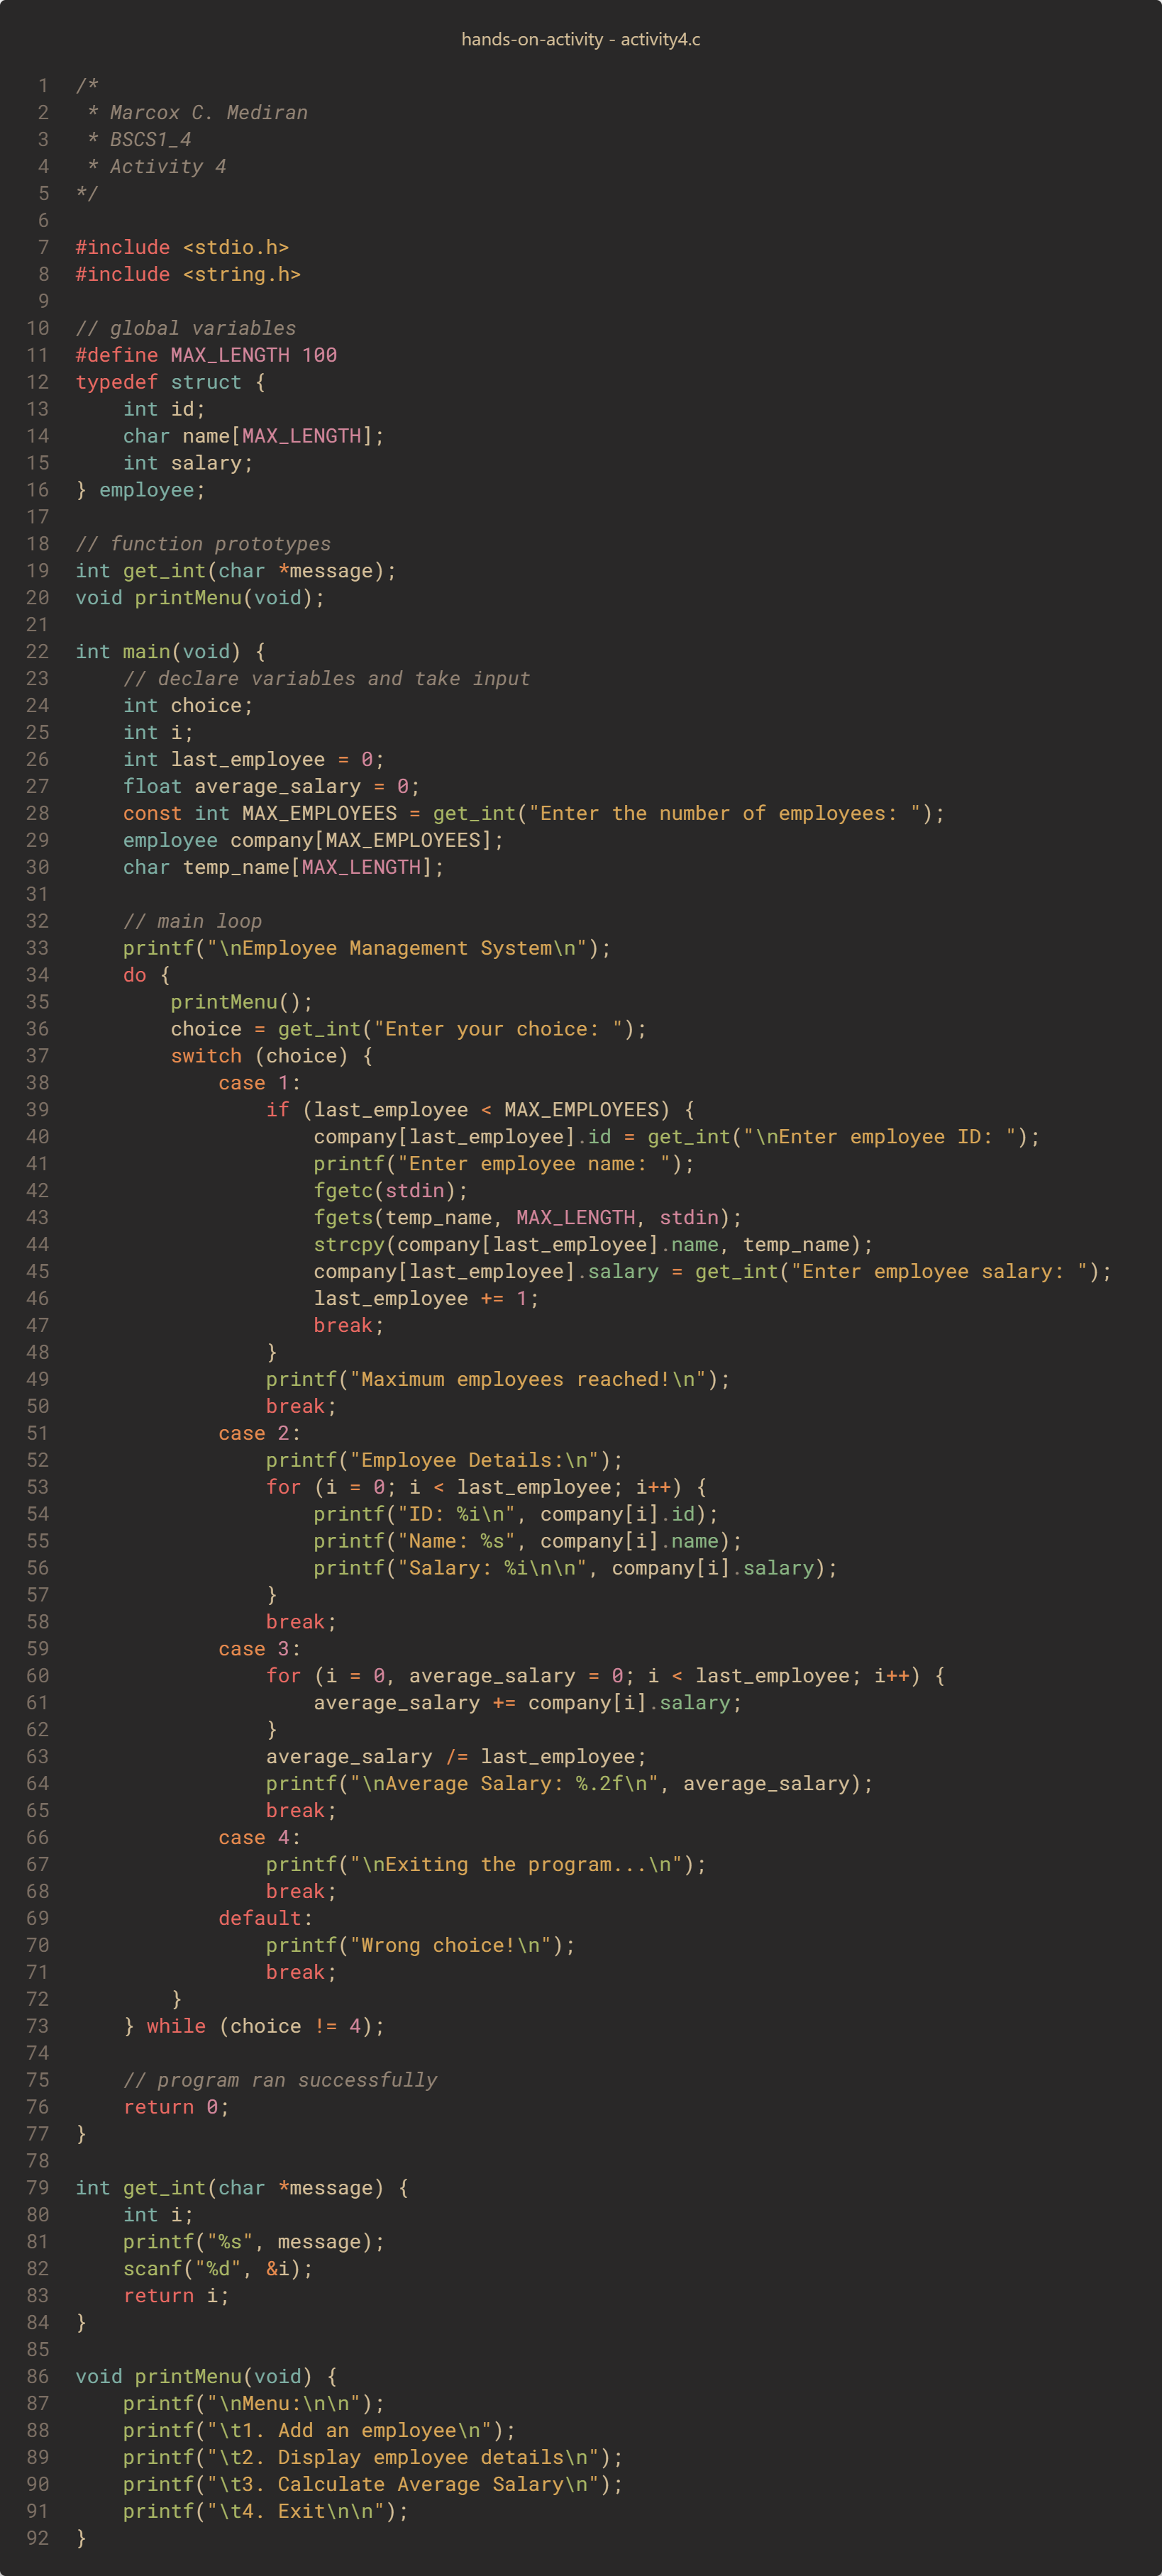 hands-on-activity - activity4.c
1 /*
2  * Marcox C. Mediran
3  * BSCS1_4
4  * Activity 4
5 */
6
7 #include <stdio.h>
8 #include <string.h>
9
10 // global variables
11 #define MAX_LENGTH 100
12 typedef struct {
13     int id;
14     char name[MAX_LENGTH];
15     int salary;
16 } employee;
17
18 // function prototypes
19 int get_int(char *message);
20 void printMenu(void);
21
22 int main(void) {
23     // declare variables and take input
24     int choice;
25     int i;
26     int last_employee = 0;
27     float average_salary = 0;
28     const int MAX_EMPLOYEES = get_int("Enter the number of employees: ");
29     employee company[MAX_EMPLOYEES];
30     char temp_name[MAX_LENGTH];
31
32     // main loop
33     printf("\nEmployee Management System\n");
34     do {
35         printMenu();
36         choice = get_int("Enter your choice: ");
37         switch (choice) {
38             case 1:
39                 if (last_employee < MAX_EMPLOYEES) {
40                     company[last_employee].id = get_int("\nEnter employee ID: ");
41                     printf("Enter employee name: ");
42                     fgetc(stdin);
43                     fgets(temp_name, MAX_LENGTH, stdin);
44                     strcpy(company[last_employee].name, temp_name);
45                     company[last_employee].salary = get_int("Enter employee salary: ");
46                     last_employee += 1;
47                     break;
48                 }
49                 printf("Maximum employees reached!\n");
50                 break;
51             case 2:
52                 printf("Employee Details:\n");
53                 for (i = 0; i < last_employee; i++) {
54                     printf("ID: %i\n", company[i].id);
55                     printf("Name: %s", company[i].name);
56                     printf("Salary: %i\n\n", company[i].salary);
57                 }
58                 break;
59             case 3:
60                 for (i = 0, average_salary = 0; i < last_employee; i++) {
61                     average_salary += company[i].salary;
62                 }
63                 average_salary /= last_employee;
64                 printf("\nAverage Salary: %.2f\n", average_salary);
65                 break;
66             case 4:
67                 printf("\nExiting the program...\n");
68                 break;
69             default:
70                 printf("Wrong choice!\n");
71                 break;
72         }
73     } while (choice != 4);
74
75     // program ran successfully
76     return 0;
77 }
78
79 int get_int(char *message) {
80     int i;
81     printf("%s", message);
82     scanf("%d", &i);
83     return i;
84 }
85
86 void printMenu(void) {
87     printf("\nMenu:\n\n");
88     printf("\t1. Add an employee\n");
89     printf("\t2. Display employee details\n");
90     printf("\t3. Calculate Average Salary\n");
91     printf("\t4. Exit\n\n");
92 }